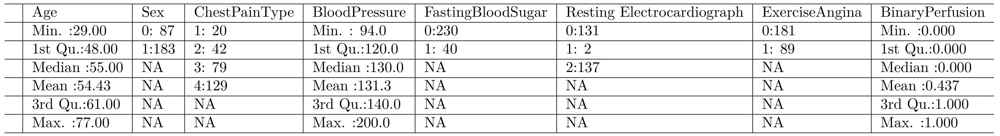 Age Sex ChestPainType BloodPressure FastingBloodSugar Resting Electrocardiograph ExerciseAngina BinaryPerfusion
Min. :29.00 0: 87 1: 20 Min. : 94.0 0:230 0:131 0:181 Min. :0.000
1st Qu.:48.00 1:183 2: 42 1st Qu.:120.0 1: 40 1: 2 1: 89 1st Qu.:0.000
Median :55.00 NA 3: 79 Median :130.0 NA 2:137 NA Median :0.000
Mean :54.43 NA 4:129 Mean :131.3 NA NA NA Mean :0.437
3rd Qu.:61.00 NA NA 3rd Qu.:140.0 NA NA NA 3rd Qu.:1.000
Max. :77.00 NA NA Max. :200.0 NA NA NA Max. :1.000